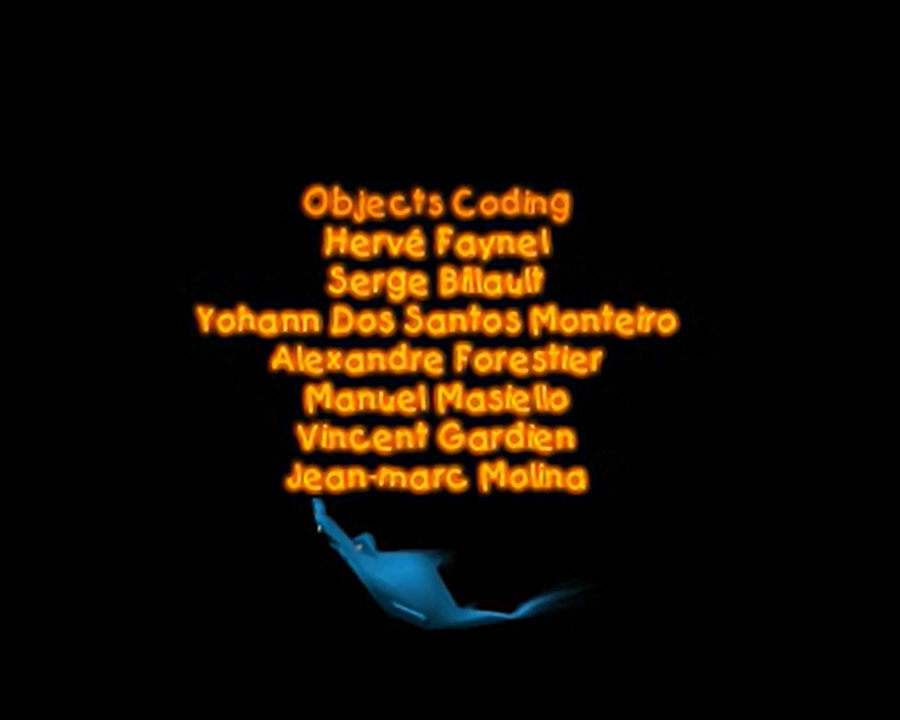 Objects Coding
Hervé Faynel
Serge Billault
Yohann Dos Santos Monteiro
Alexandre Forestier
Manuel Masiello
Vincent Gardien
Jean-marc Molina